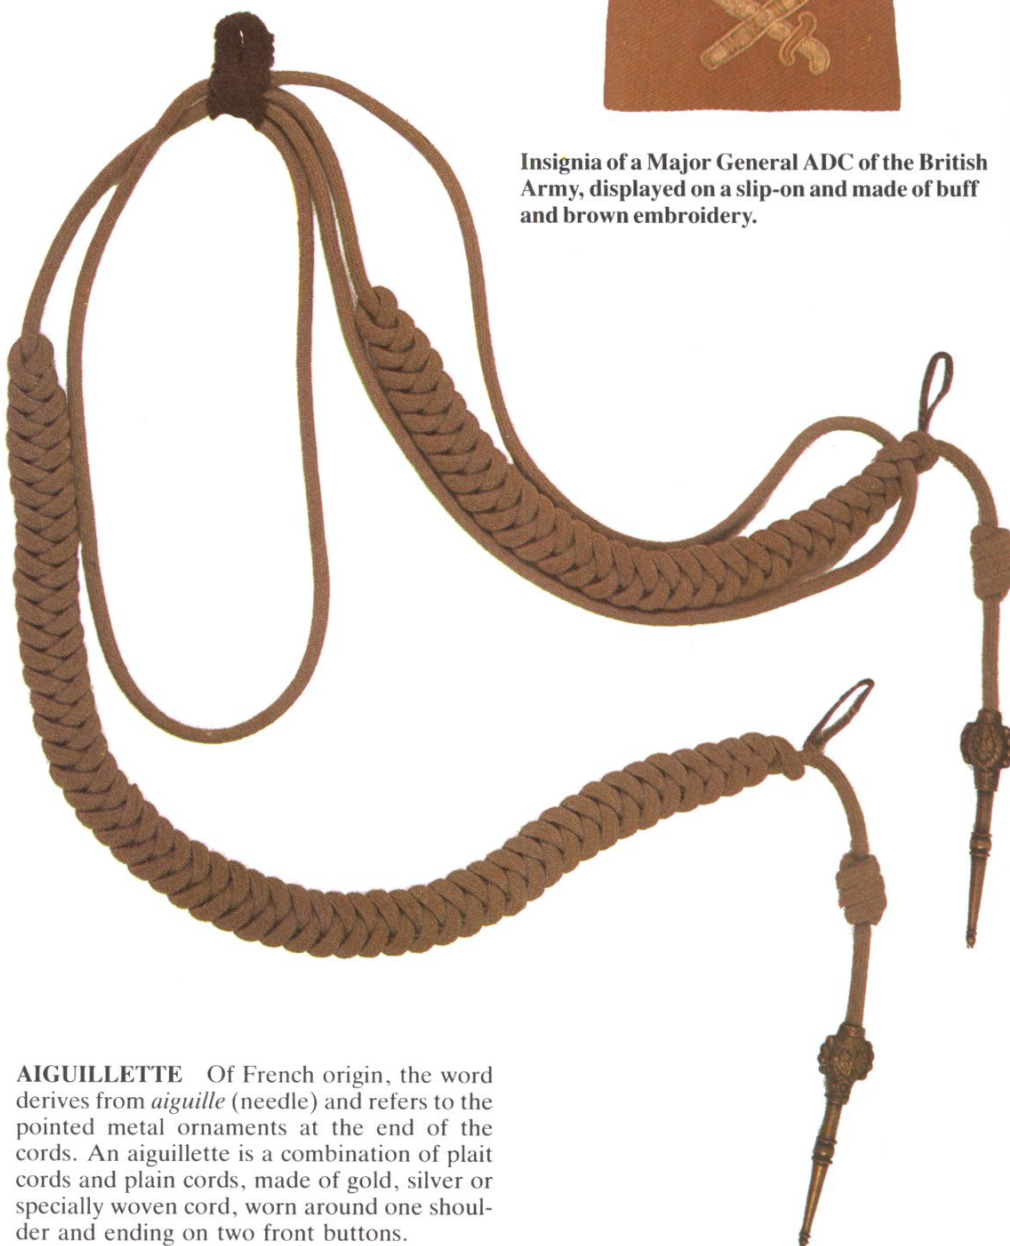 Insignia of a Major General ADC of the British
Army, displayed on a slip-on and made of buff
and brown embroidery.
AIGUILLETTE Of French origin, the word
derives from aiguille (needle) and refers to the
pointed metal ornaments at the end of the
cords. An aiguillette is a combination of plait
cords and plain cords, made of gold, silver or
specially woven cord, worn around one shoul-
der and ending on two front buttons.